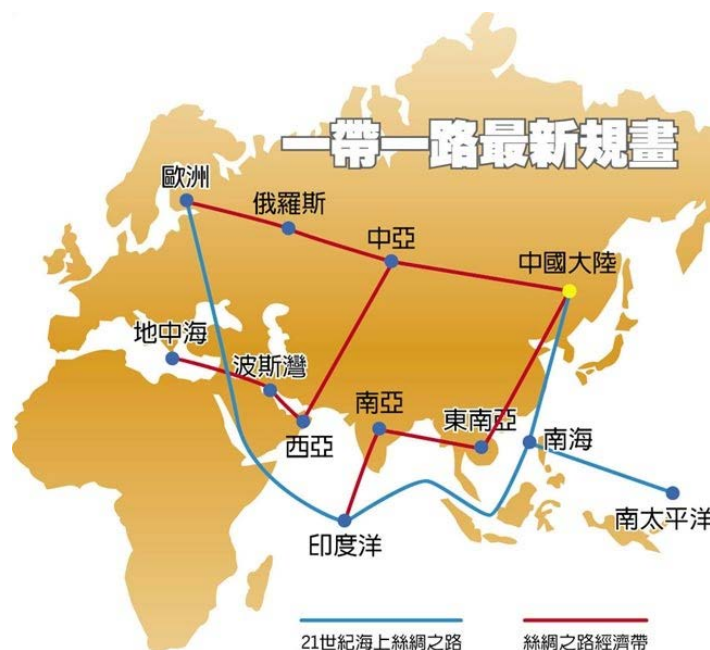 一帶一路最新規畫
歐洲
俄羅斯
中亞
中國大陸
地中海
波斯灣
西亞
南亞
東南亞
南海
南太平洋
印度洋
21世紀海上絲綢之路
絲綢之路經濟帶